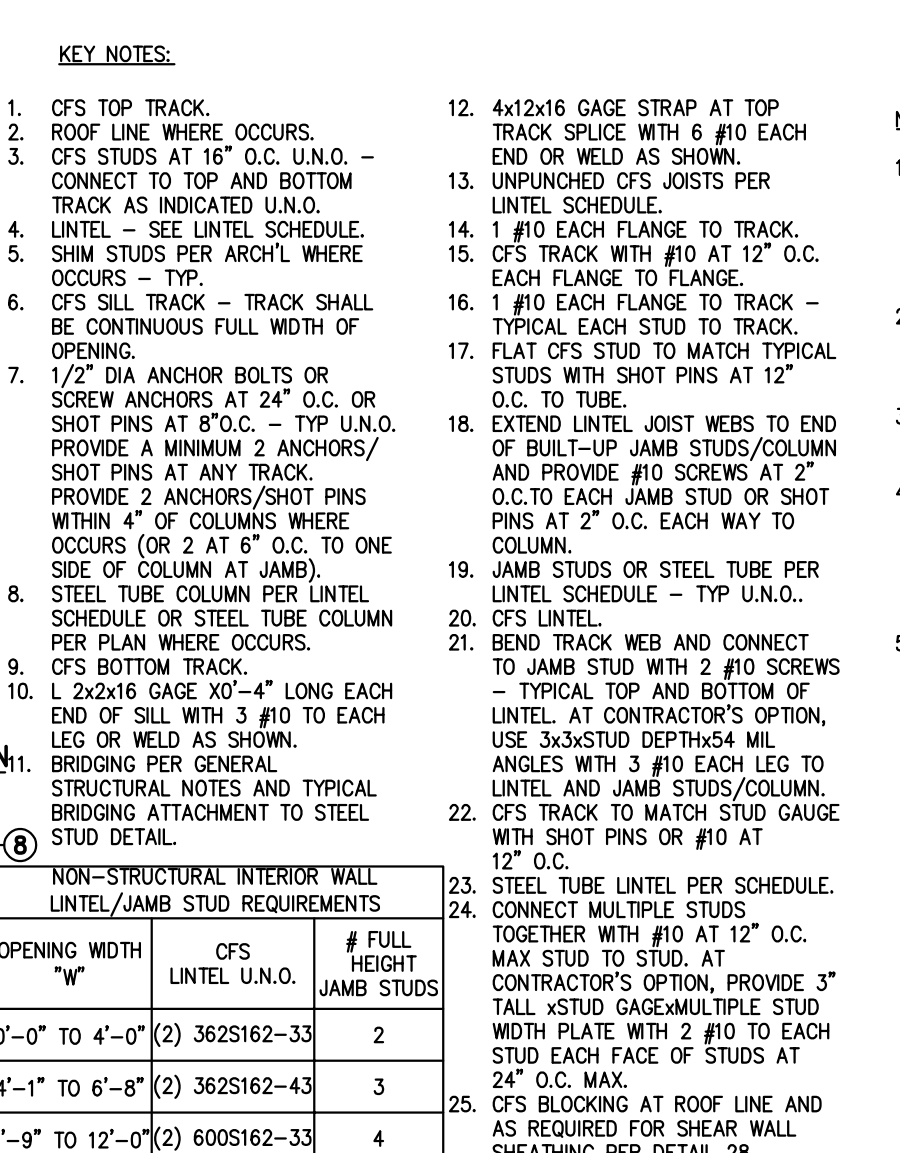 KEY NOTES:
1. CFS TOP TRACK.
2. ROOF LINE WHERE OCCURS.
3. CFS STUDS AT 16" O.C. U.N.O. –
CONNECT TO TOP AND BOTTOM
TRACK AS INDICATED U.N.O.
4. LINTEL – SEE LINTEL SCHEDULE.
5. SHIM STUDS PER ARCH'L WHERE
OCCURS – TYP.
6. CFS SILL TRACK – TRACK SHALL
BE CONTINUOUS FULL WIDTH OF
OPENING.
7. 1/2" DIA ANCHOR BOLTS OR
SCREW ANCHORS AT 24" O.C. OR
SHOT PINS AT 8"O.C. – TYP U.N.O.
PROVIDE A MINIMUM 2 ANCHORS/
SHOT PINS AT ANY TRACK.
PROVIDE 2 ANCHORS/SHOT PINS
WITHIN 4" OF COLUMNS WHERE
OCCURS (OR 2 AT 6" O.C. TO ONE
SIDE OF COLUMN AT JAMB).
8. STEEL TUBE COLUMN PER LINTEL
SCHEDULE OR STEEL TUBE COLUMN
PER PLAN WHERE OCCURS.
9. CFS BOTTOM TRACK.
10. L 2x2x16 GAGE X0'–4" LONG EACH
END OF SILL WITH 3 #10 TO EACH
LEG OR WELD AS SHOWN.
11. BRIDGING PER GENERAL
STRUCTURAL NOTES AND TYPICAL
BRIDGING ATTACHMENT TO STEEL
STUD DETAIL.
8
NON–STRUCTURAL INTERIOR WALL
LINTEL/JAMB STUD REQUIREMENTS
OPENING WIDTH
"W"
CFS
LINTEL U.N.O.
# FULL
HEIGHT
JAMB STUDS
0'–0" TO 4'–0" (2) 362S162–33 2
4'–1" TO 6'–8" (2) 362S162–43 3
'–9" TO 12'–0" (2) 600S162–33 4
12. 4x12x16 GAGE STRAP AT TOP
TRACK SPLICE WITH 6 #10 EACH
END OR WELD AS SHOWN.
13. UNPUNCHED CFS JOISTS PER
LINTEL SCHEDULE.
14. 1 #10 EACH FLANGE TO TRACK.
15. CFS TRACK WITH #10 AT 12" O.C.
EACH FLANGE TO FLANGE.
16. 1 #10 EACH FLANGE TO TRACK –
TYPICAL EACH STUD TO TRACK.
17. FLAT CFS STUD TO MATCH TYPICAL
STUDS WITH SHOT PINS AT 12"
O.C. TO TUBE.
18. EXTEND LINTEL JOIST WEBS TO END
OF BUILT–UP JAMB STUDS/COLUMN
AND PROVIDE #10 SCREWS AT 2"
O.C.TO EACH JAMB STUD OR SHOT
PINS AT 2" O.C. EACH WAY TO
COLUMN.
19. JAMB STUDS OR STEEL TUBE PER
LINTEL SCHEDULE – TYP U.N.O..
20. CFS LINTEL.
21. BEND TRACK WEB AND CONNECT
TO JAMB STUD WITH 2 #10 SCREWS
– TYPICAL TOP AND BOTTOM OF
LINTEL. AT CONTRACTOR'S OPTION,
USE 3x3xSTUD DEPTHx54 MIL
ANGLES WITH 3 #10 EACH LEG TO
LINTEL AND JAMB STUDS/COLUMN.
22. CFS TRACK TO MATCH STUD GAUGE
WITH SHOT PINS OR #10 AT
12" O.C.
23. STEEL TUBE LINTEL PER SCHEDULE.
24. CONNECT MULTIPLE STUDS
TOGETHER WITH #10 AT 12" O.C.
MAX STUD TO STUD. AT
CONTRACTOR'S OPTION, PROVIDE 3"
TALL xSTUD GAGExMULTIPLE STUD
WIDTH PLATE WITH 2 #10 TO EACH
STUD EACH FACE OF STUDS AT
24" O.C. MAX.
25. CFS BLOCKING AT ROOF LINE AND
AS REQUIRED FOR SHEAR WALL
SHEATHING PER DETAIL 28